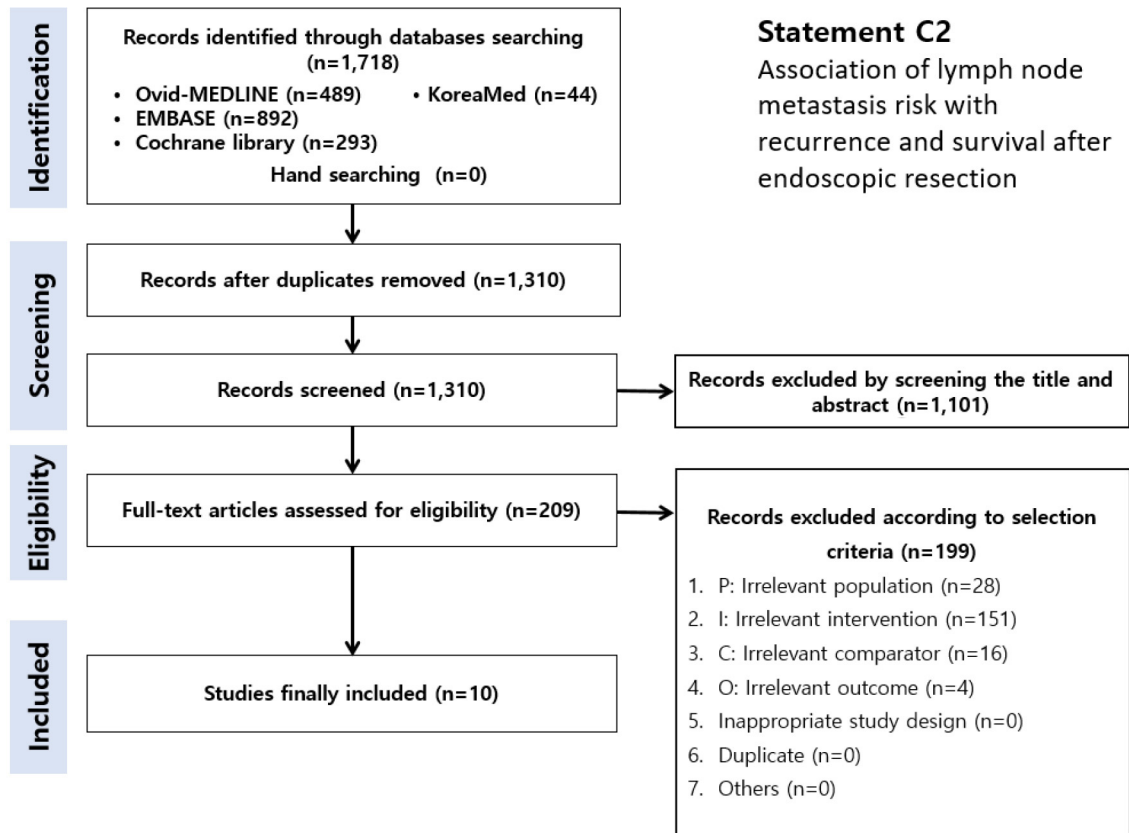 Identification
Records identified through databases searching
(n=1,718)
• Ovid-MEDLINE (n=489) • KoreaMed (n=44)
• EMBASE (n=892)
• Cochrane library (n=293)
Hand searching (n=0)
Statement C2
Association of lymph node
metastasis risk with
recurrence and survival after
endoscopic resection
Screening
Records after duplicates removed (n=1,310)
Records screened (n=1,310)
Records excluded by screening the title and
abstract (n=1,101)
Eligibility
Full-text articles assessed for eligibility (n=209)
Records excluded according to selection
criteria (n=199)
1. P: Irrelevant population (n=28)
2. I: Irrelevant intervention (n=151)
3. C: Irrelevant comparator (n=16)
4. O: Irrelevant outcome (n=4)
5. Inappropriate study design (n=0)
6. Duplicate (n=0)
7. Others (n=0)
Included
Studies finally included (n=10)